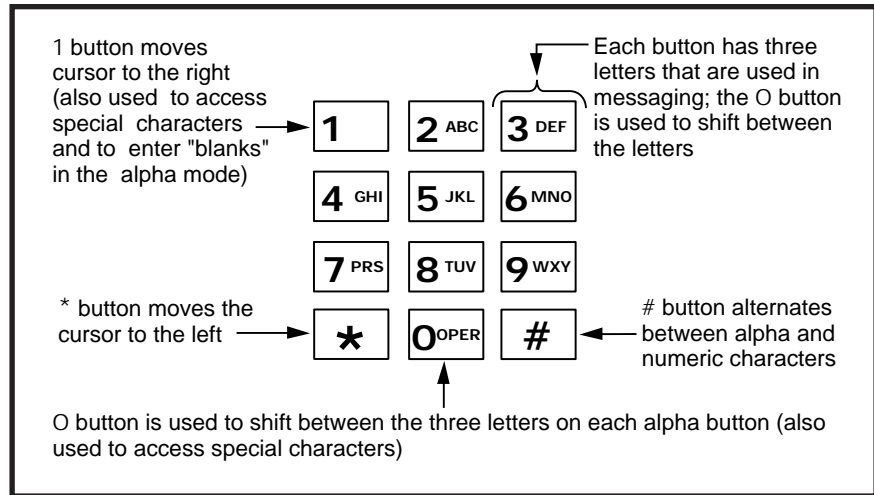 1 button moves
cursor to the right
(also used to access
special characters
and to enter "blanks"
in the alpha mode)
Each button has three
letters that are used in
messaging; the O button
is used to shift between
the letters
1
2 ABC
3 DEF
4 GHI
5 JKL
6 MNO
7 PRS
8 TUV
9 WXY
* button moves the
cursor to the left
*
0 OPER
#
# button alternates
between alpha and
numeric characters
O button is used to shift between the three letters on each alpha button (also
used to access special characters)